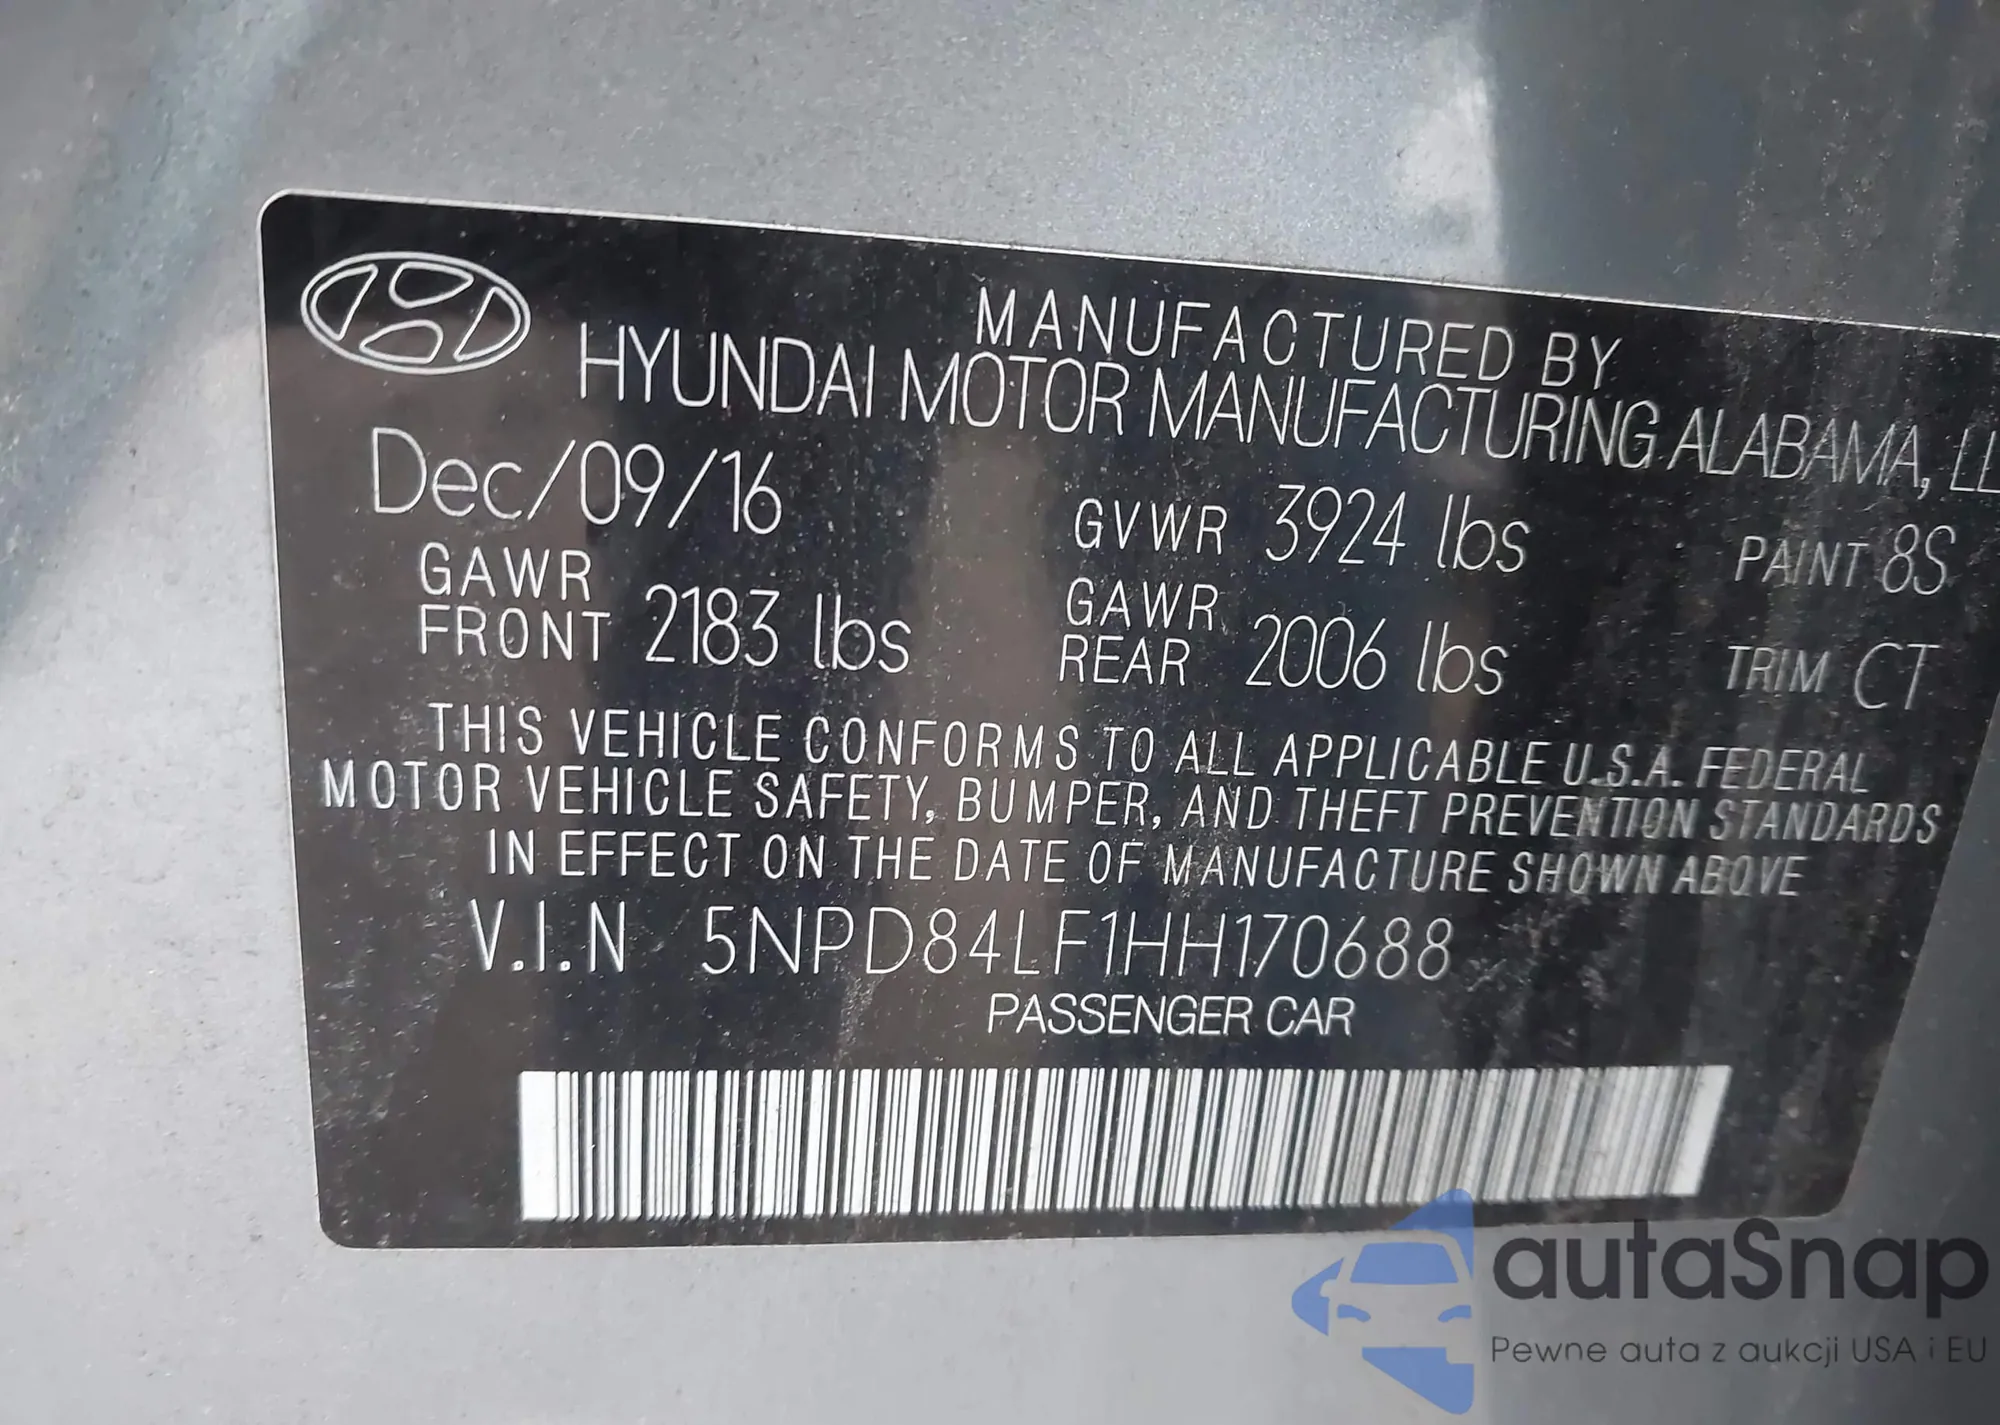 MANUFACTURED BY
HYUNDAI MOTOR MANUFACTURING ALABAMA, LL
Dec/09/16
GVWR 3924 lbs
PAINT 8S
GAWR FRONT 2183 lbs
GAWR REAR 2006 lbs
TRIM CT
THIS VEHICLE CONFORMS TO ALL APPLICABLE U.S.A. FEDERAL
MOTOR VEHICLE SAFETY, BUMPER, AND THEFT PREVENTION STANDARDS
IN EFFECT ON THE DATE OF MANUFACTURE SHOWN ABOVE
V.I.N 5NPD84LF1HH170688
PASSENGER CAR
autaSnap
Pewne auta z aukcji USA i EU